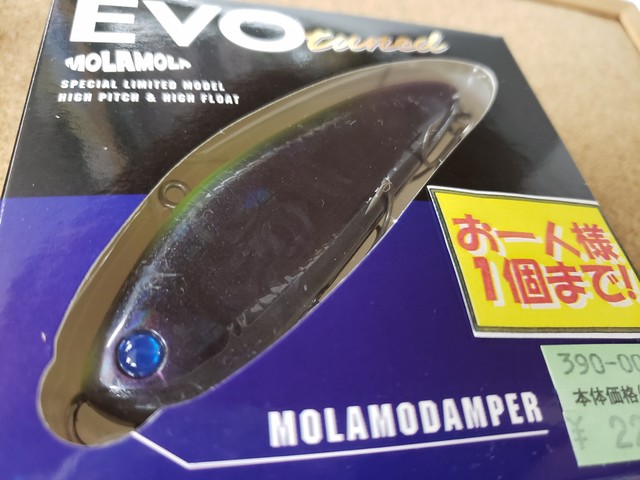 EVO tuned
MOLAMOLA
SPECIAL LIMITED MODEL
HIGH PITCH & HIGH FLOAT
お一人様
1個まで!
390-00
本体価格
¥ 2
MOLAMODAMPER